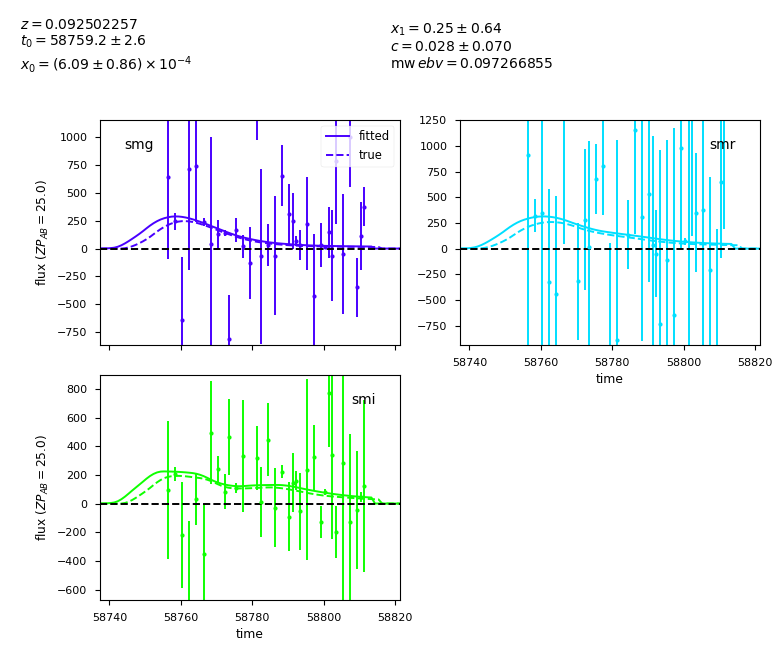 z = 0.092502257
t₀ = 58759.2 ± 2.6
x₀ = (6.09 ± 0.86) × 10⁻⁴
x₁ = 0.25 ± 0.64
c = 0.028 ± 0.070
mw ebv = 0.097266855
smg
fitted
true
1000
750
500
250
0
−250
−500
−750
flux (ZP_AB = 25.0)
smr
1250
1000
750
500
250
0
−250
−500
−750
58740 58760 58780 58800 58820
time
smi
800
600
400
200
0
−200
−400
−600
flux (ZP_AB = 25.0)
58740 58760 58780 58800 58820
time